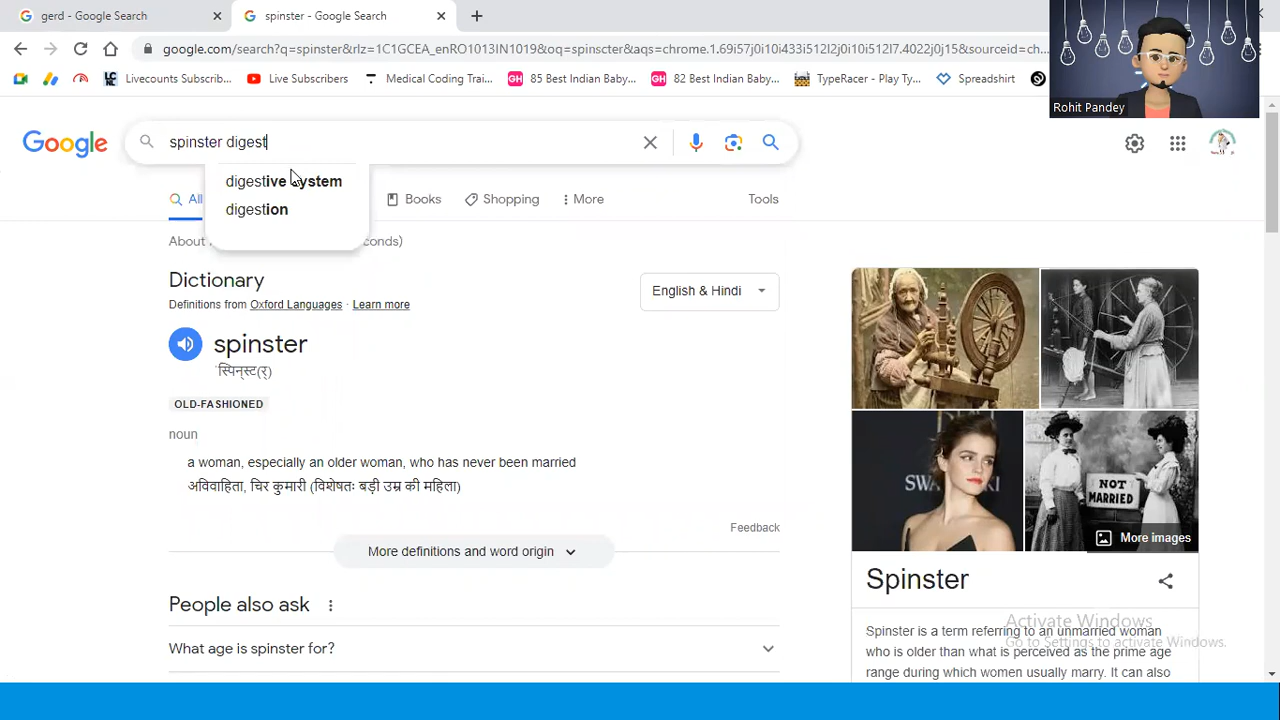 gerd - Google Search
spinster - Google Search
google.com/search?q=spinster&rlz=1C1GCEA_enRO1013IN1019&oq=spinscter&aqs=chrome.1.69i57j0i10i433i512l2j0i10i512l7.4022j0j15&sourceid=ch...
Livecounts Subscrib...
Live Subscribers
Medical Coding Trai...
85 Best Indian Baby...
82 Best Indian Baby...
TypeRacer - Play Ty...
Spreadshirt
Rohit Pandey
Google
spinster digest
digestive system
digestion
All
Books
Shopping
More
Tools
About
conds)
Dictionary
Definitions from Oxford Languages · Learn more
English & Hindi
spinster
स्पिन्स्ट(र्)
OLD-FASHIONED
noun
a woman, especially an older woman, who has never been married
अविवाहिता, चिर कुमारी (विशेषतः बड़ी उम्र की महिला)
Feedback
More definitions and word origin
People also ask
What age is spinster for?
SWA
NOT
MARRIED
More images
Spinster
Spinster is a term referring to an unmarried woman
who is older than what is perceived as the prime age
range during which women usually marry. It can also
Activate Windows
Go to Settings to activate Windows.